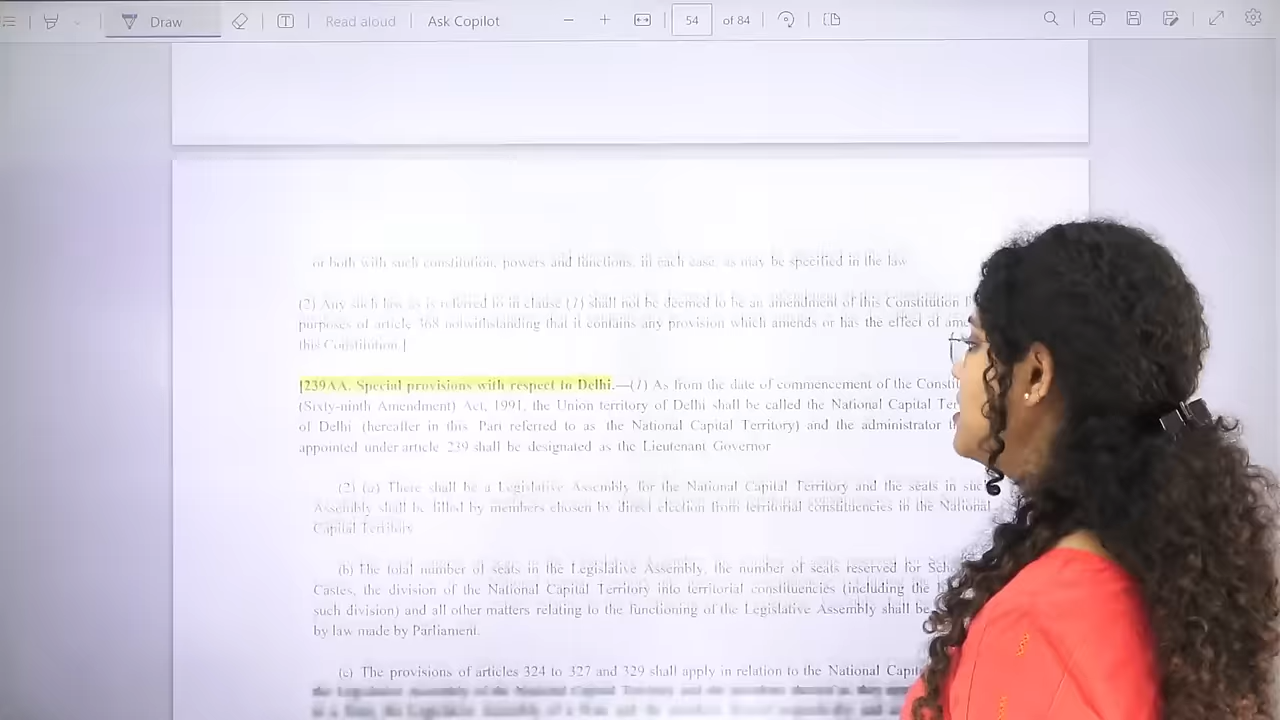 Draw
Read aloud
Ask Copilot
54
of 84
or both with such constitution, powers and functions, in each case, as may be specified in the law
(2) Any such law as is referred to in clause (1) shall not be deemed to be an amendment of this Constitution
purposes of article 368 notwithstanding that it contains any provision which amends or has the effect of
this Constitution.]
[239AA. Special provisions with respect to Delhi.—(1) As from the date of commencement of the
(Sixty-ninth Amendment) Act, 1991, the Union territory of Delhi shall be called the National Capital
of Delhi (hereafter in this Part referred to as the National Capital Territory) and the administrator
appointed under article 239 shall be designated as the Lieutenant Governor
(2) (a) There shall be a Legislative Assembly for the National Capital Territory and the seats in
Assembly shall be filled by members chosen by direct election from territorial constituencies in the National
Capital Territory
(b) The total number of seats in the Legislative Assembly, the number of seats reserved for
Castes, the division of the National Capital Territory into territorial constituencies (including the
such division) and all other matters relating to the functioning of the Legislative Assembly shall be
by law made by Parliament.
(c) The provisions of articles 324 to 327 and 329 shall apply in relation to the National